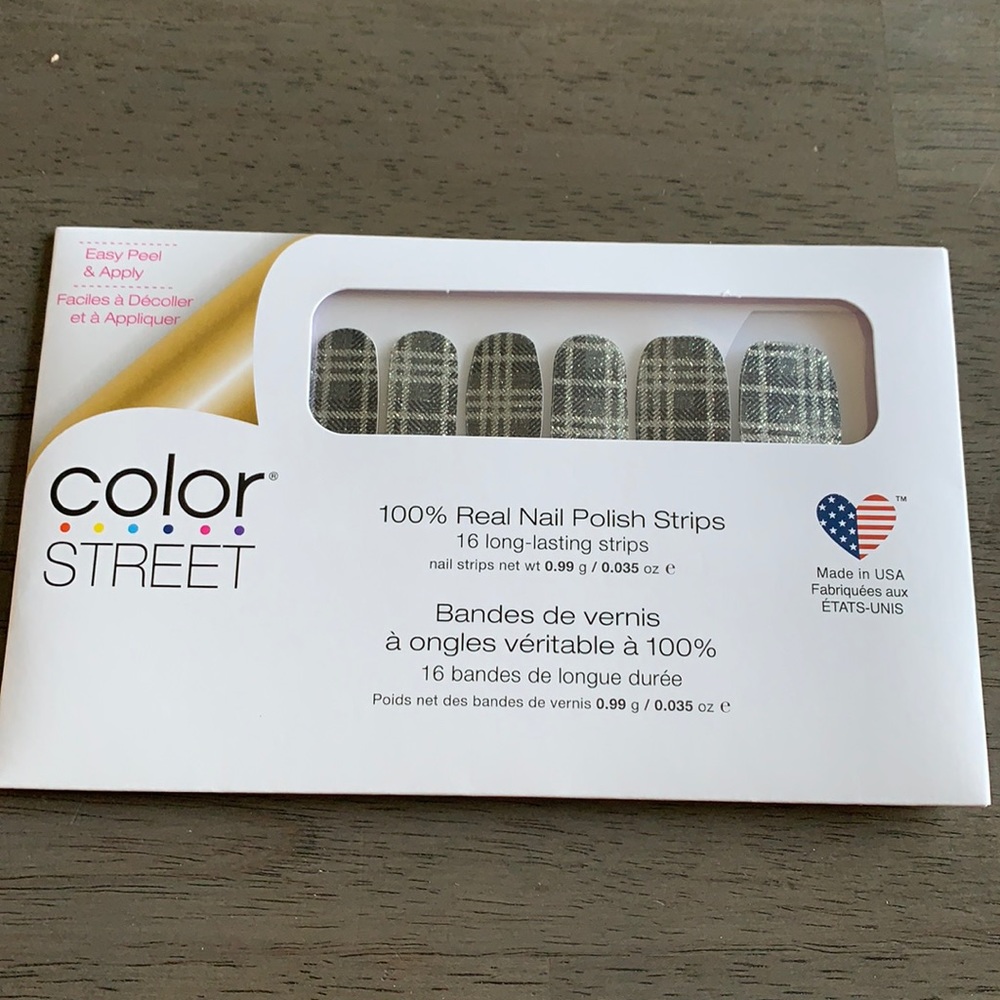 Easy Peel
& Apply
Faciles à Décoller
et à Appliquer
color®
STREET
100% Real Nail Polish Strips
16 long-lasting strips
nail strips net wt 0.99 g / 0.035 oz ℮
Bandes de vernis
à ongles véritable à 100%
16 bandes de longue durée
Poids net des bandes de vernis 0.99 g / 0.035 oz ℮
TM
Made in USA
Fabriquées aux
ÉTATS-UNIS